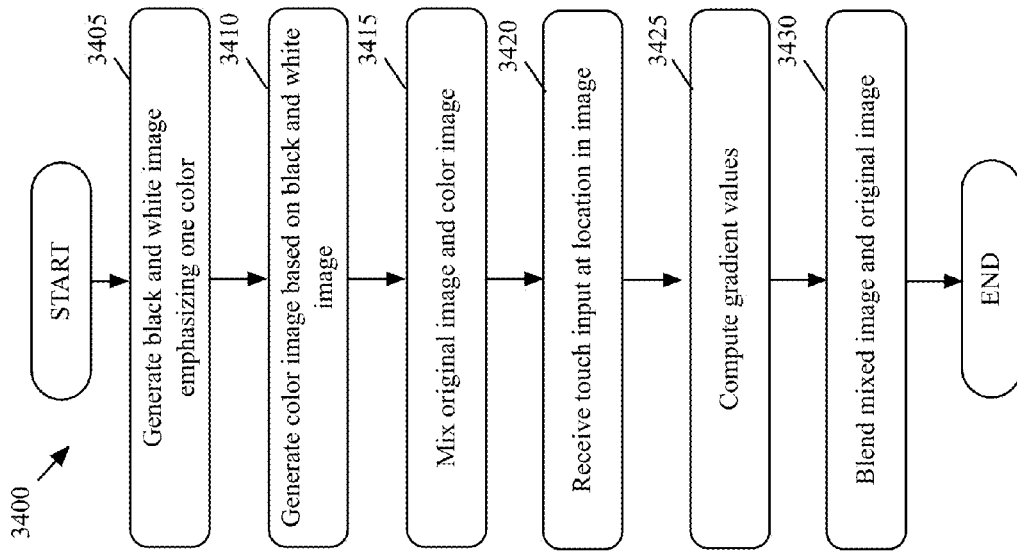 3400
START
3405
Generate black and white image
emphasizing one color
3410
Generate color image based on black and white
image
3415
Mix original image and color image
3420
Receive touch input at location in image
3425
Compute gradient values
3430
Blend mixed image and original image
END